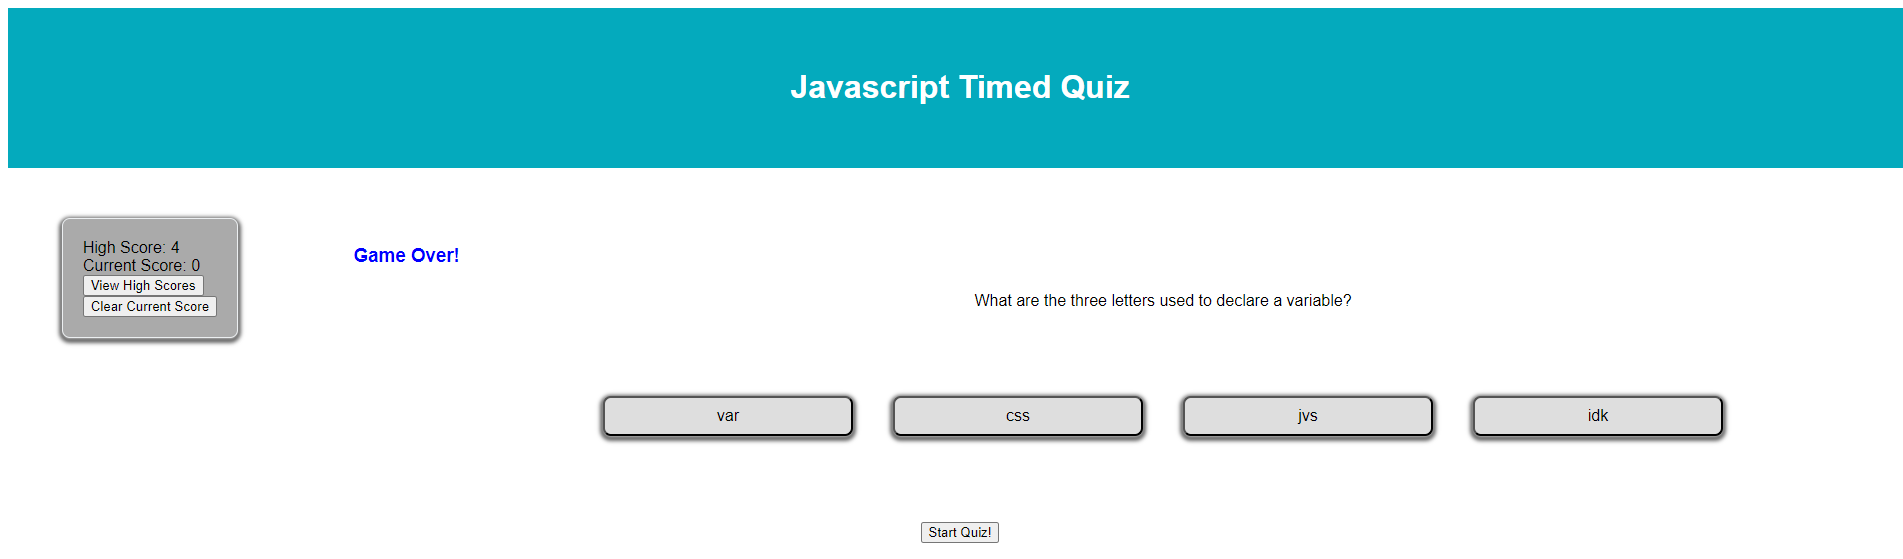 Javascript Timed Quiz
High Score: 4
Current Score: 0
View High Scores
Clear Current Score
Game Over!
What are the three letters used to declare a variable?
var
css
jvs
idk
Start Quiz!